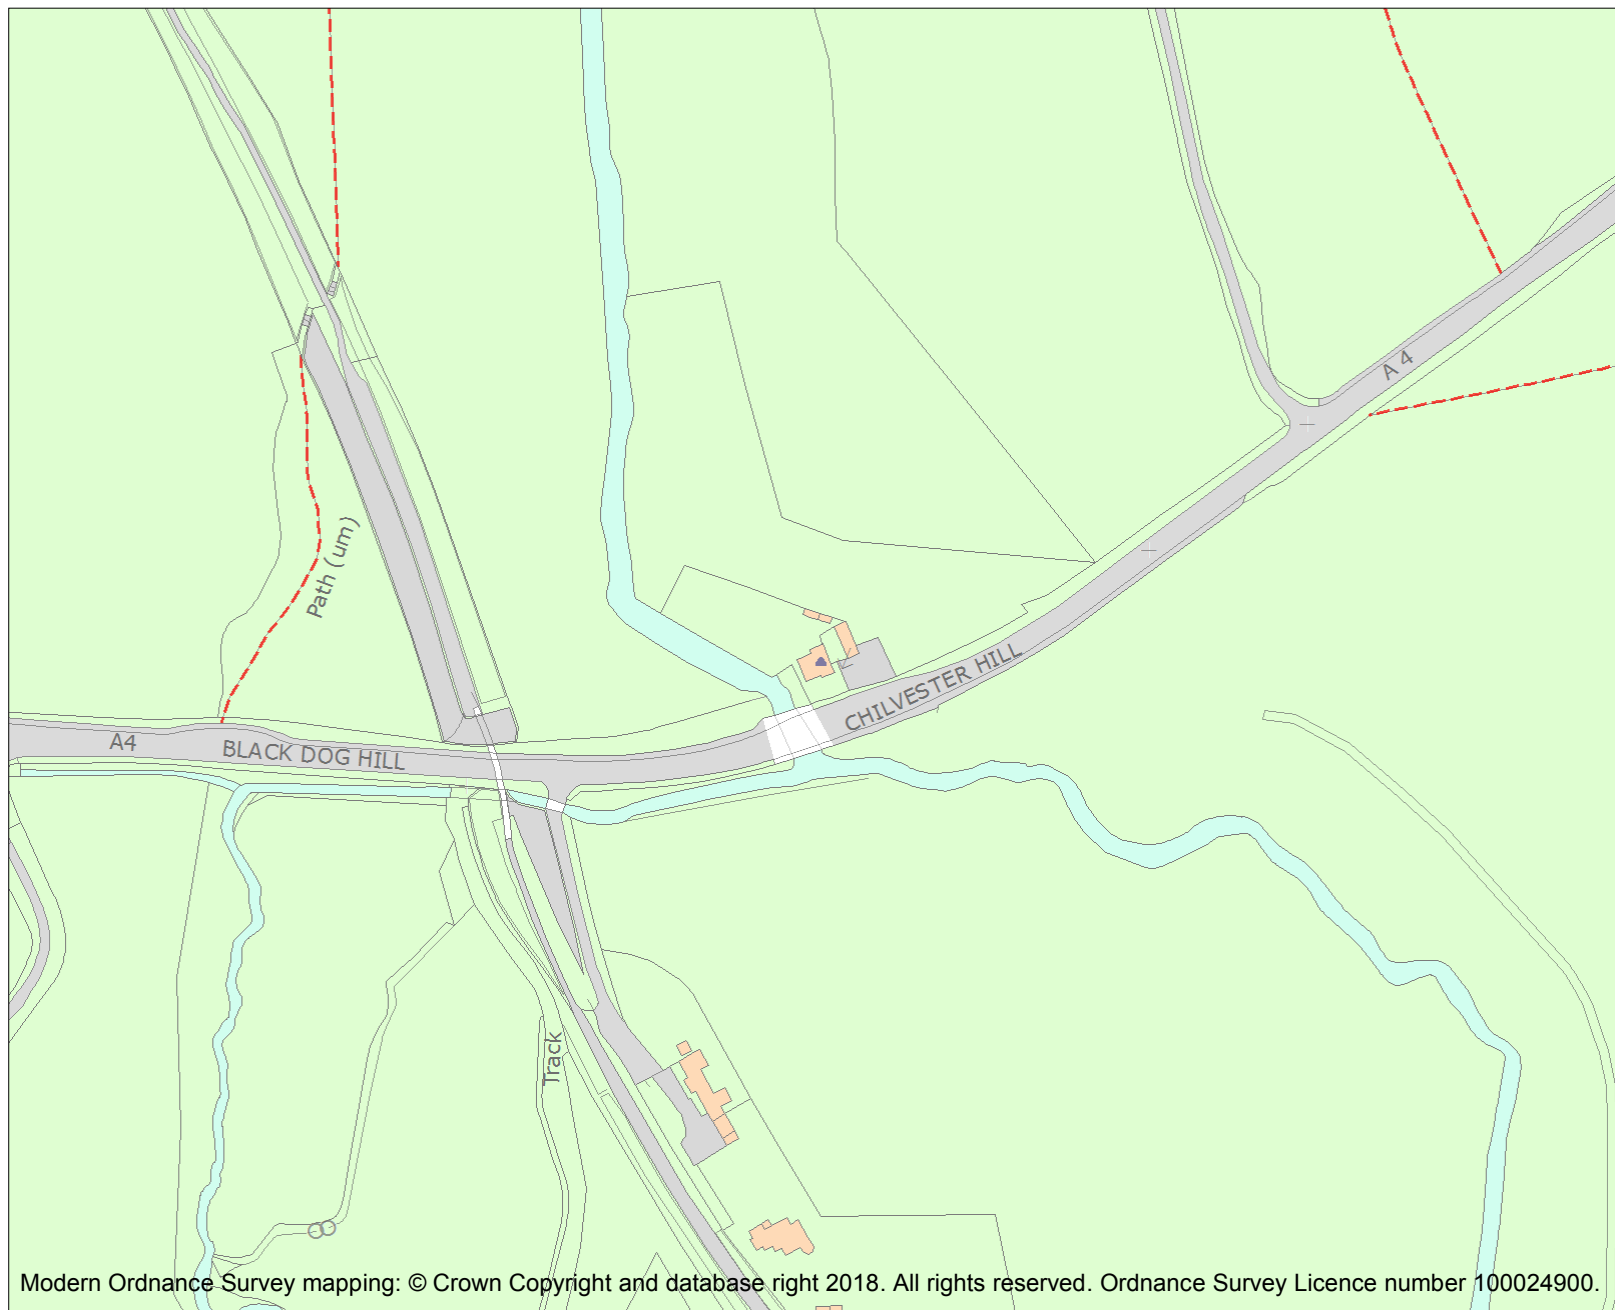 A 4
Path (um)
CHILVESTER HILL
A4
BLACK DOG HILL
Track
Modern Ordnance Survey mapping: © Crown Copyright and database right 2018. All rights reserved. Ordnance Survey Licence number 100024900.